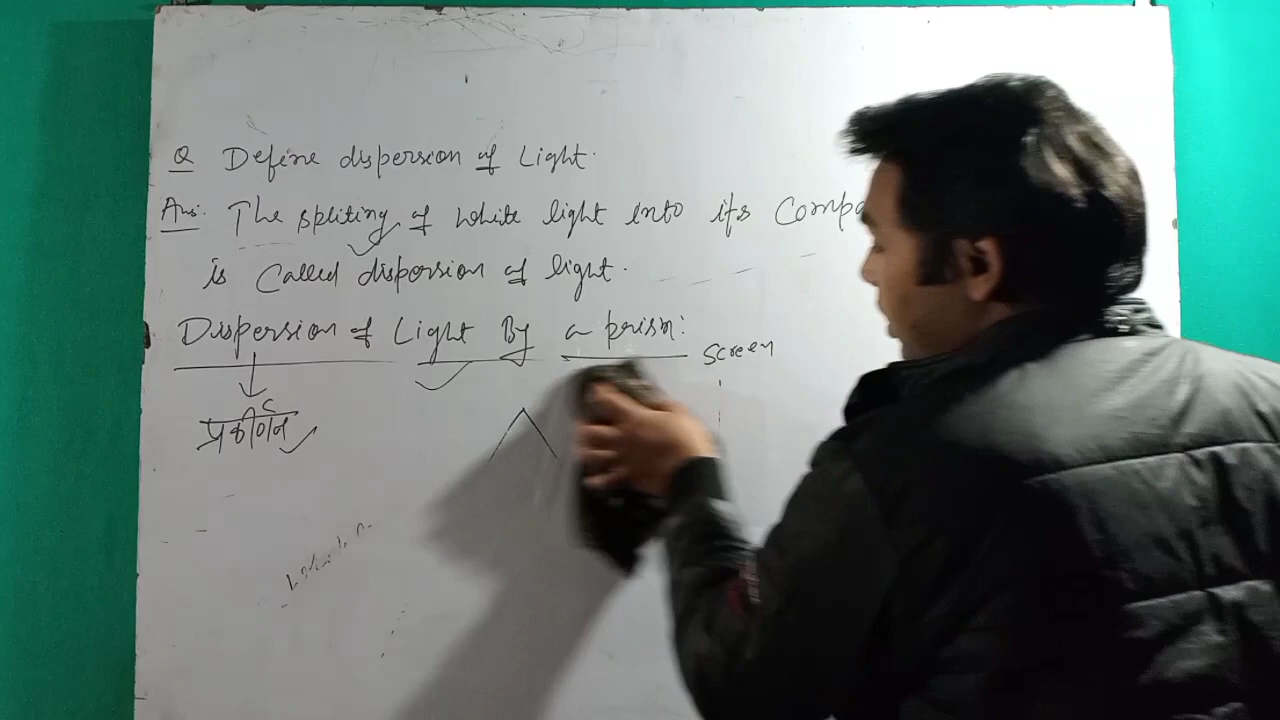 Q Define dispersion of Light.
Ans: The spliting of white light into its Compo
is Called dispersion of light.
Dispersion of Light By a prism:
Screen
प्रकीर्णन